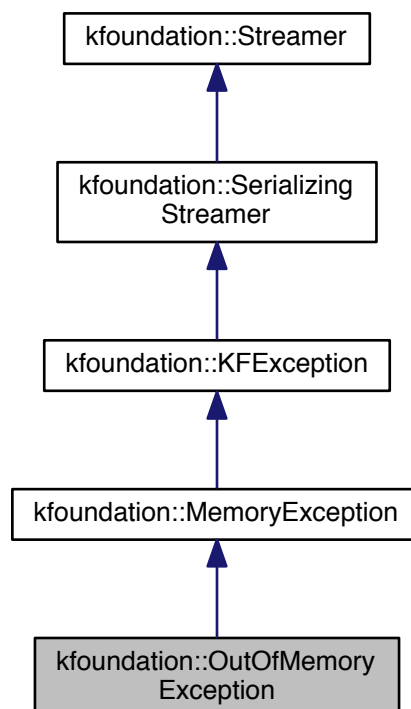 kfoundation::Streamer
kfoundation::Serializing
Streamer
kfoundation::KFException
kfoundation::MemoryException
kfoundation::OutOfMemory
Exception